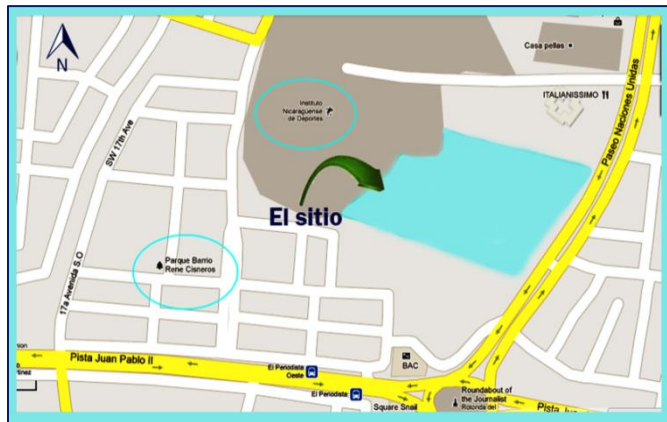 N
Casa pellas
ITALIANISSIMO
Instituto
Nicaraguense
de Deportes
SW 17th Ave
Paseo Naciones Unidas
El sitio
Parque Barrio
Rene Cisneros
17a Avenida S.O
Pista Juan Pablo II
BAC
El Periodista
Oeste
El Periodista
Square Snail
Roundabout of
the Journalist
Rotonda del
Pista Ju